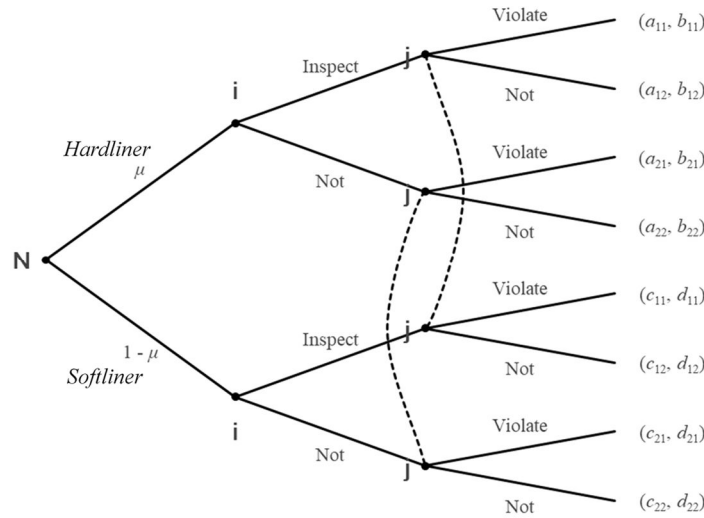 Violate
(a₁₁, b₁₁)
j
Inspect
Not
(a₁₂, b₁₂)
i
Hardliner
μ
Violate
(a₂₁, b₂₁)
Not
j
Not
(a₂₂, b₂₂)
N
Violate
(c₁₁, d₁₁)
Inspect
j
1 - μ
Softliner
Not
(c₁₂, d₁₂)
i
Violate
(c₂₁, d₂₁)
Not
j
Not
(c₂₂, d₂₂)